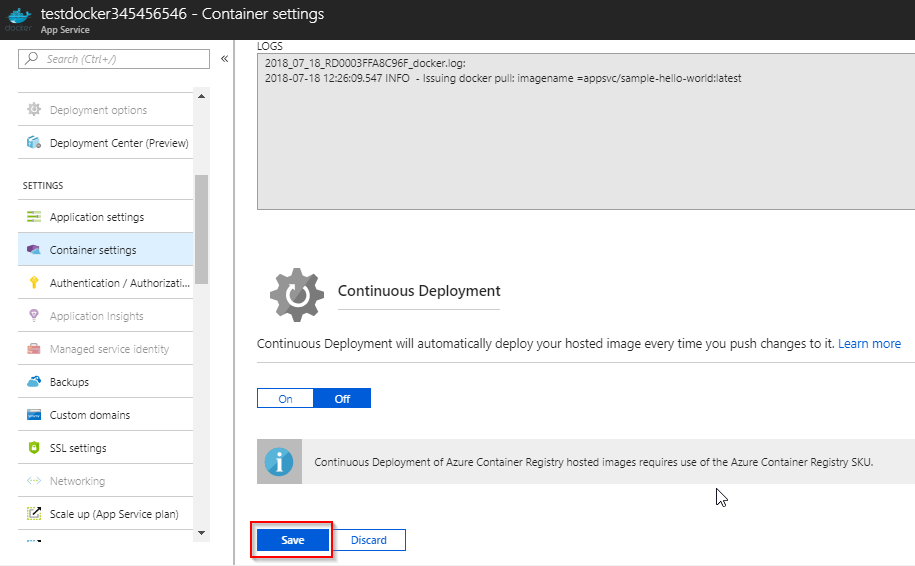 testdocker345456546 - Container settings
docker
App Service
Search (Ctrl+/)
«
Deployment options
Deployment Center (Preview)
SETTINGS
Application settings
Container settings
Authentication / Authorizati...
Application Insights
Managed service identity
Backups
Custom domains
SSL settings
Networking
Scale up (App Service plan)
LOGS
2018_07_18_RD0003FFA8C96F_docker.log:
2018-07-18 12:26:09.547 INFO - Issuing docker pull: imagename =appsvc/sample-hello-world:latest
Continuous Deployment
Continuous Deployment will automatically deploy your hosted image every time you push changes to it. Learn more
On Off
Continuous Deployment of Azure Container Registry hosted images requires use of the Azure Container Registry SKU.
Save Discard